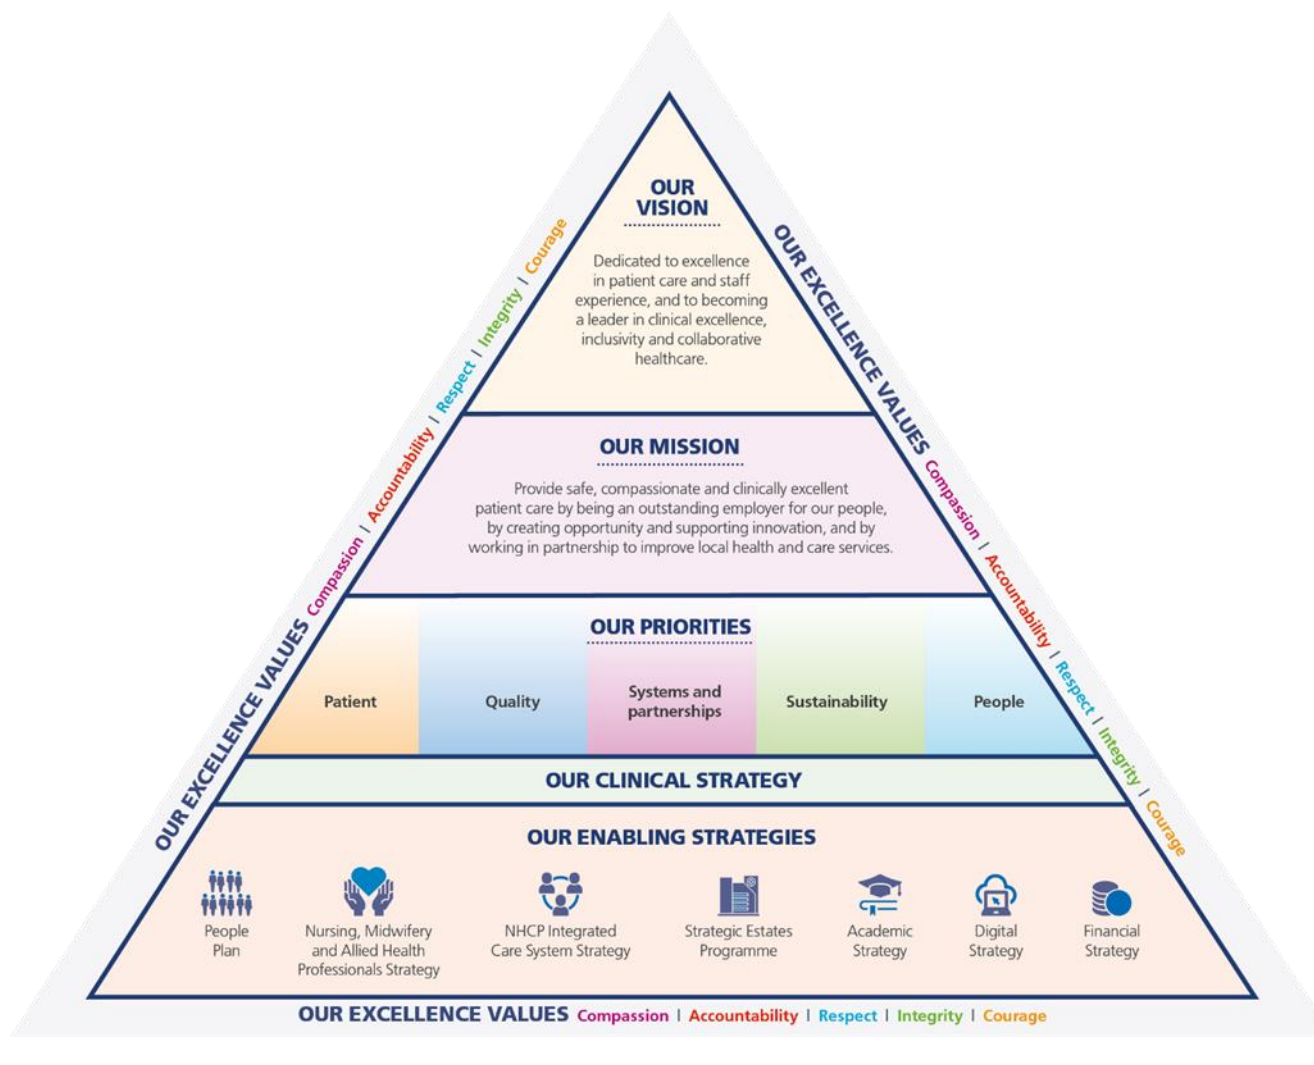 OUR
VISION
Dedicated to excellence
in patient care and staff
experience, and to becoming
a leader in clinical excellence,
inclusivity and collaborative
healthcare.
OUR MISSION
Provide safe, compassionate and clinically excellent
patient care by being an outstanding employer for our people,
by creating opportunity and supporting innovation, and by
working in partnership to improve local health and care services.
OUR PRIORITIES
Patient
Quality
Systems and
partnerships
Sustainability
People
OUR CLINICAL STRATEGY
OUR ENABLING STRATEGIES
People
Plan
Nursing, Midwifery
and Allied Health
Professionals Strategy
NHCP Integrated
Care System Strategy
Strategic Estates
Programme
Academic
Strategy
Digital
Strategy
Financial
Strategy
OUR EXCELLENCE VALUES Compassion | Accountability | Respect | Integrity | Courage
OUR EXCELLENCE VALUES Compassion | Accountability | Respect | Integrity | Courage
OUR EXCELLENCE VALUES Compassion | Accountability | Respect | Integrity | Courage